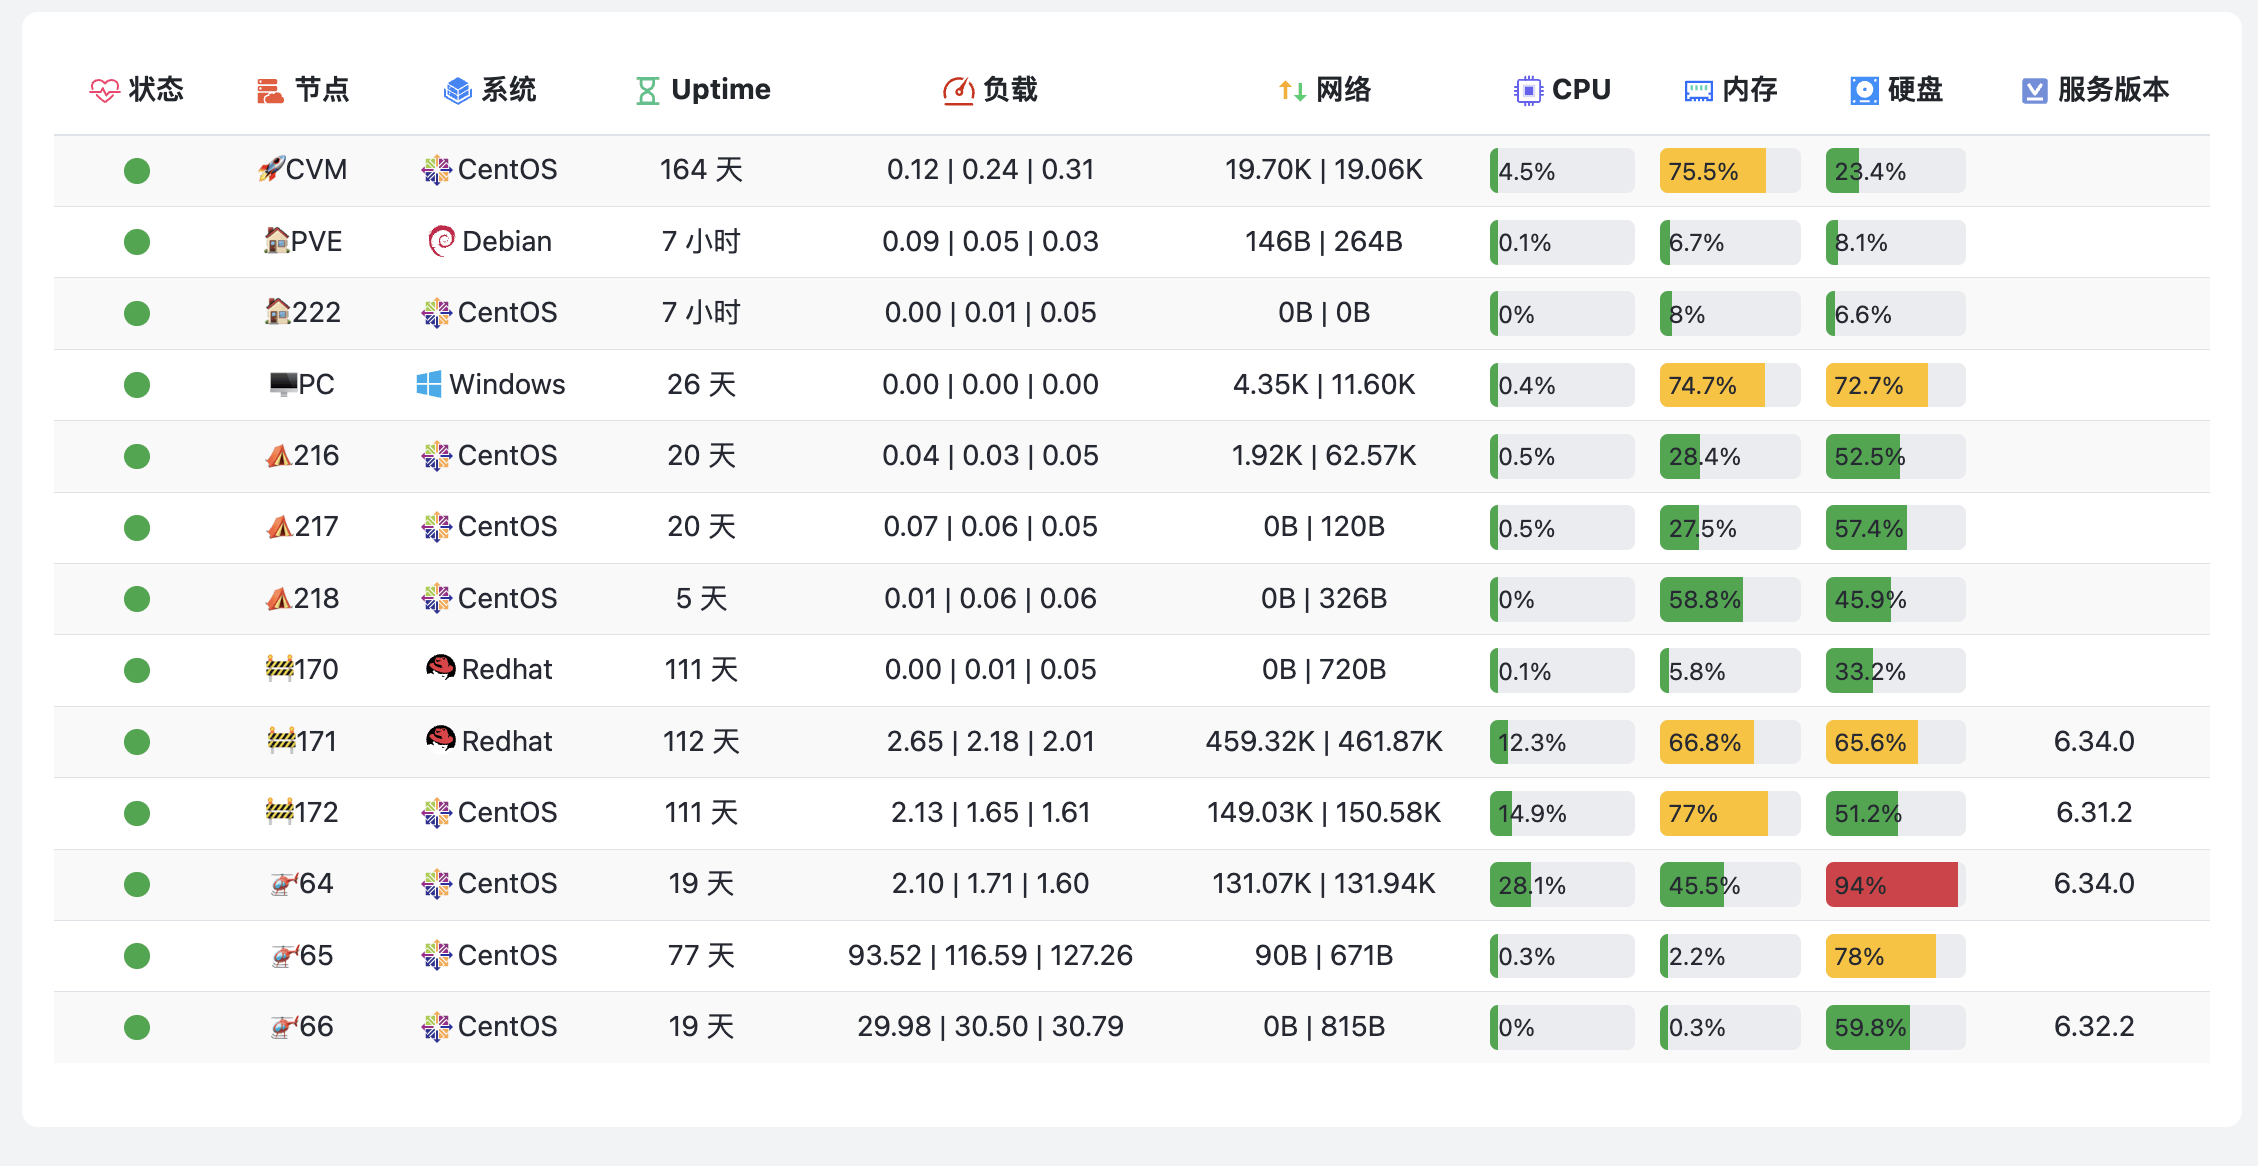 状态 节点 系统 Uptime 负载 网络 CPU 内存 硬盘 服务版本
CVM CentOS 164 天 0.12 | 0.24 | 0.31 19.70K | 19.06K 4.5% 75.5% 23.4%
PVE Debian 7 小时 0.09 | 0.05 | 0.03 146B | 264B 0.1% 6.7% 8.1%
222 CentOS 7 小时 0.00 | 0.01 | 0.05 0B | 0B 0% 8% 6.6%
PC Windows 26 天 0.00 | 0.00 | 0.00 4.35K | 11.60K 0.4% 74.7% 72.7%
216 CentOS 20 天 0.04 | 0.03 | 0.05 1.92K | 62.57K 0.5% 28.4% 52.5%
217 CentOS 20 天 0.07 | 0.06 | 0.05 0B | 120B 0.5% 27.5% 57.4%
218 CentOS 5 天 0.01 | 0.06 | 0.06 0B | 326B 0% 58.8% 45.9%
170 Redhat 111 天 0.00 | 0.01 | 0.05 0B | 720B 0.1% 5.8% 33.2%
171 Redhat 112 天 2.65 | 2.18 | 2.01 459.32K | 461.87K 12.3% 66.8% 65.6% 6.34.0
172 CentOS 111 天 2.13 | 1.65 | 1.61 149.03K | 150.58K 14.9% 77% 51.2% 6.31.2
64 CentOS 19 天 2.10 | 1.71 | 1.60 131.07K | 131.94K 28.1% 45.5% 94% 6.34.0
65 CentOS 77 天 93.52 | 116.59 | 127.26 90B | 671B 0.3% 2.2% 78%
66 CentOS 19 天 29.98 | 30.50 | 30.79 0B | 815B 0% 0.3% 59.8% 6.32.2